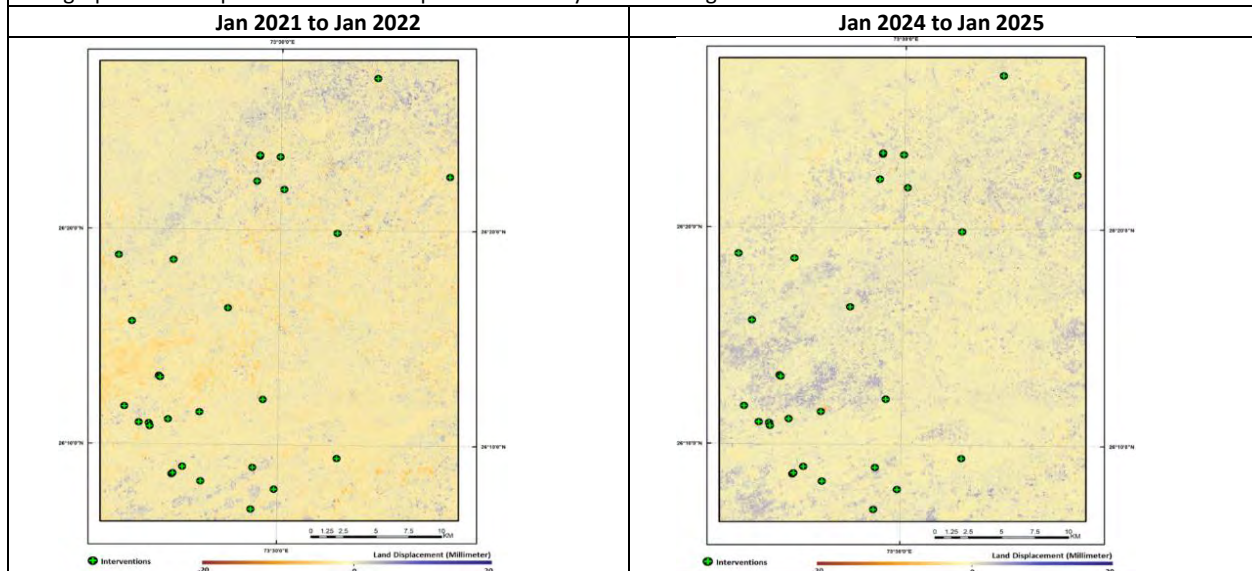 Jan 2021 to Jan 2022
73°30'0"E
26°20'0"N
26°20'0"N
26°10'0"N
26°10'0"N
0 1.25 2.5 5 7.5 10
KM
73°30'0"E
Interventions
Land Displacement (Millimeter)
Jan 2024 to Jan 2025
73°30'0"E
26°20'0"N
26°20'0"N
26°10'0"N
26°10'0"N
0 1.25 2.5 5 7.5 10
KM
73°30'0"E
Interventions
Land Displacement (Millimeter)